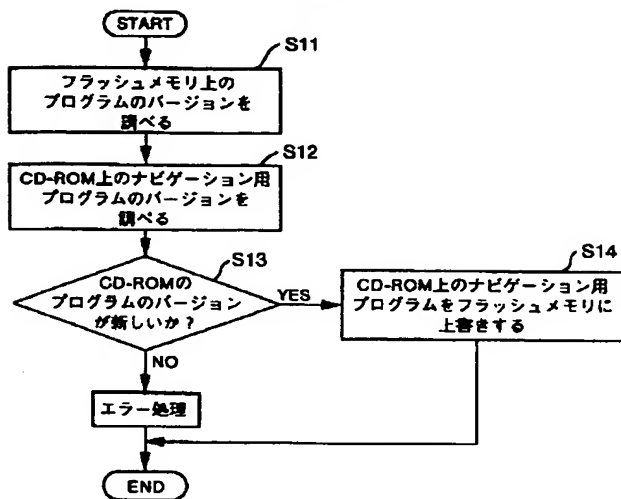 START
S11
フラッシュメモリ上の
プログラムのバージョンを
調べる
S12
CD-ROM上のナビゲーション用
プログラムのバージョンを
調べる
S13
CD-ROMの
プログラムのバージョン
が新しいか?
YES
S14
CD-ROM上のナビゲーション用
プログラムをフラッシュメモリに
上書きする
NO
エラー処理
END